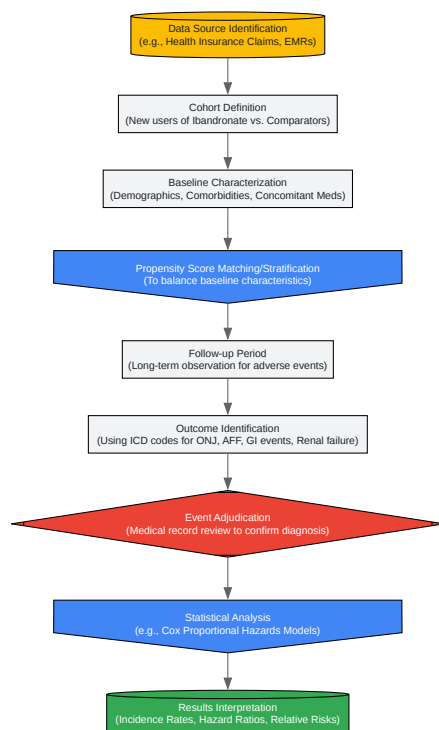 Data Source Identification
(e.g., Health Insurance Claims, EMRs)
Cohort Definition
(New users of Ibandronate vs. Comparators)
Baseline Characterization
(Demographics, Comorbidities, Concomitant Meds)
Propensity Score Matching/Stratification
(To balance baseline characteristics)
Follow-up Period
(Long-term observation for adverse events)
Outcome Identification
(Using ICD codes for ONJ, AFF, GI events, Renal failure)
Event Adjudication
(Medical record review to confirm diagnosis)
Statistical Analysis
(e.g., Cox Proportional Hazards Models)
Results Interpretation
(Incidence Rates, Hazard Ratios, Relative Risks)